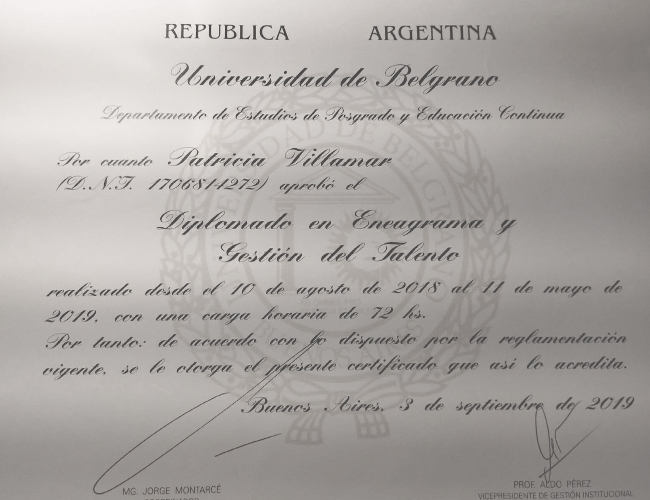 REPUBLICA ARGENTINA
Universidad de Belgrano
Departamento de Estudios de Posgrado y Educación Continua
Por cuanto Patricia Villamar
(D.N.I. 1706814272) aprobó el
Diplomado en Eneagrama y
Gestión del Talento
realizado desde el 10 de agosto de 2018 al 11 de mayo de
2019, con una carga horaria de 72 hs.
Por tanto: de acuerdo con lo dispuesto por la reglamentación
vigente, se le otorga el presente certificado que asi lo acredita.
Buenos Aires, 3 de septiembre de 2019
MG. JORGE MONTARCÉ
PROF. ALDO PÉREZ
VICEPRESIDENTE DE GESTIÓN INSTITUCIONAL